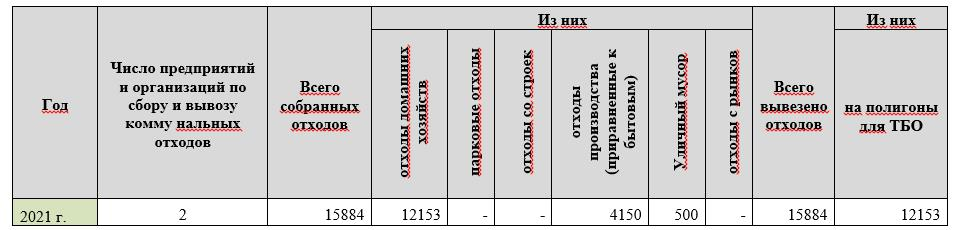 Год
Число предприятий
и организаций по
сбору и вывозу
комму нальных
отходов
Всего
собранных
отходов
Из них
отходы домашних
хозяйств
парковые отходы
отходы со строек
отходы
производства
(приравненные к
бытовым)
Уличный мусор
отходы с рынков
Всего
вывезено
отходов
Из них
на полигоны
для ТБО
2021 г. 2 15884 12153 - - 4150 500 - 15884 12153